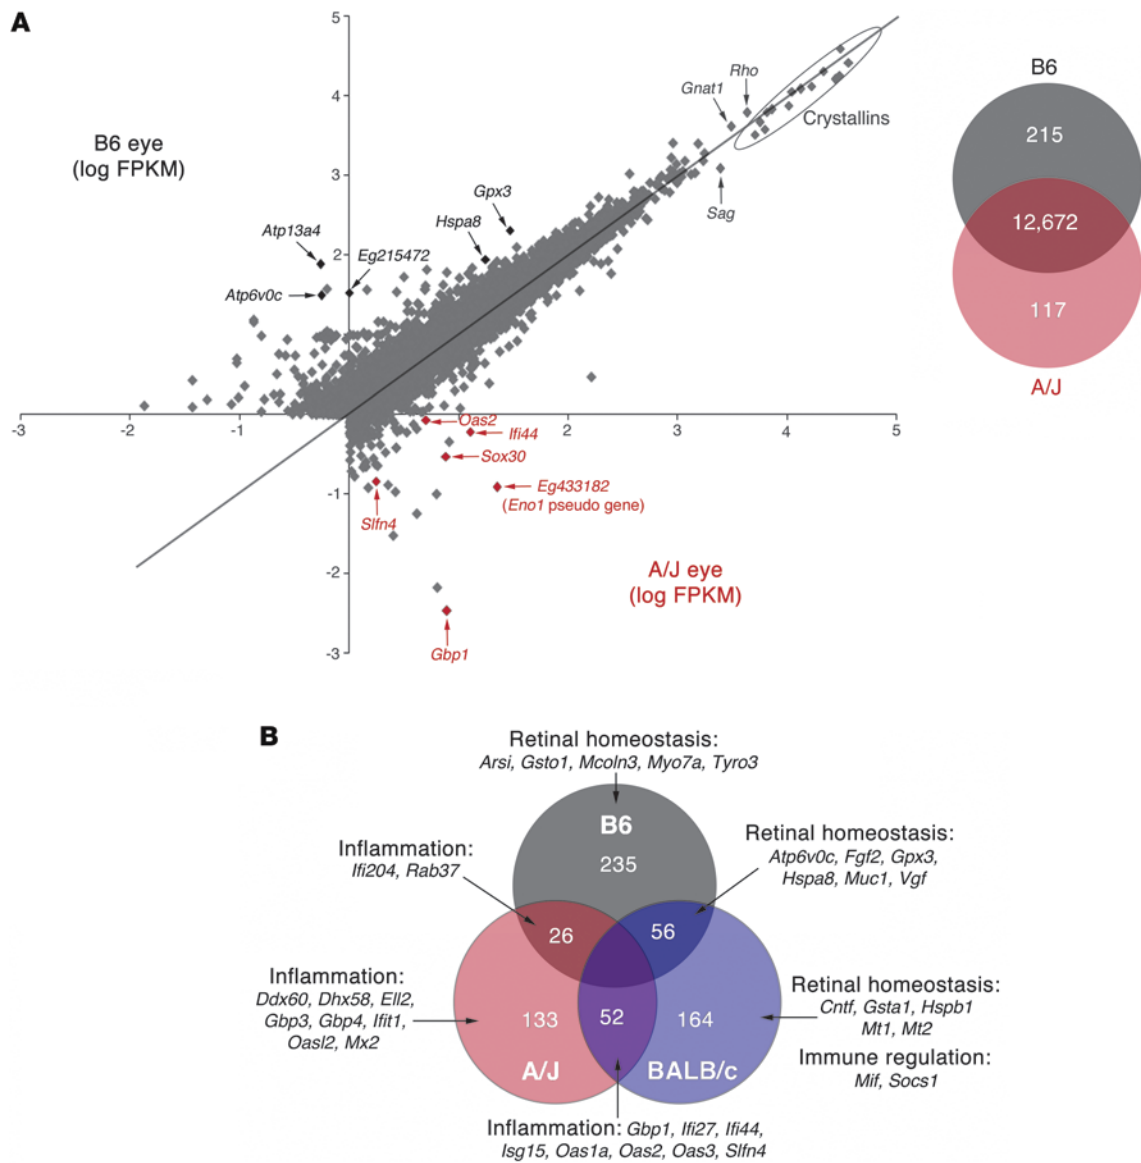 A
B6 eye
(log FPKM)
5
4
3
2
-1
-2
-3
-3
-2
-1
2
3
4
5
Gnat1
Rho
Crystallins
Sag
Gpx3
Hspa8
Atp13a4
Eg215472
Atp6v0c
Oas2
Ifi44
Sox30
Eg433182
(Eno1 pseudo gene)
Slfn4
Gbp1
A/J eye
(log FPKM)
B6
215
12,672
117
A/J
B
Retinal homeostasis:
Arsi, Gsto1, Mcoln3, Myo7a, Tyro3
B6
235
Inflammation:
Ifi204, Rab37
Retinal homeostasis:
Atp6v0c, Fgf2, Gpx3,
Hspa8, Muc1, Vgf
26
56
Inflammation:
Ddx60, Dhx58, Ell2,
Gbp3, Gbp4, Ifit1,
Oasl2, Mx2
133
52
164
A/J
BALB/c
Retinal homeostasis:
Cntf, Gsta1, Hspb1
Mt1, Mt2
Immune regulation:
Mif, Socs1
Inflammation: Gbp1, Ifi27, Ifi44,
Isg15, Oas1a, Oas2, Oas3, Slfn4